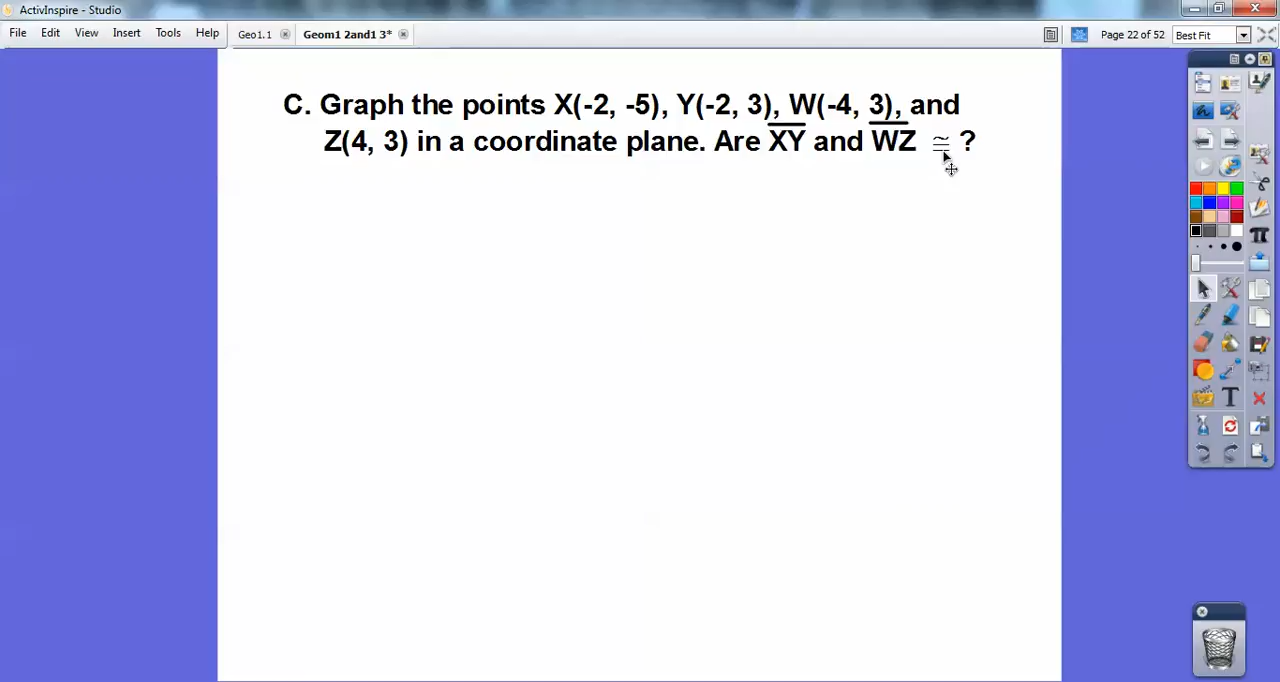 ActivInspire - Studio
File Edit View Insert Tools Help
Geo1.1 Geom1 2and1 3*
Page 22 of 52 Best Fit
C. Graph the points X(-2, -5), Y(-2, 3), W(-4, 3), and
Z(4, 3) in a coordinate plane. Are XY and WZ ≅ ?